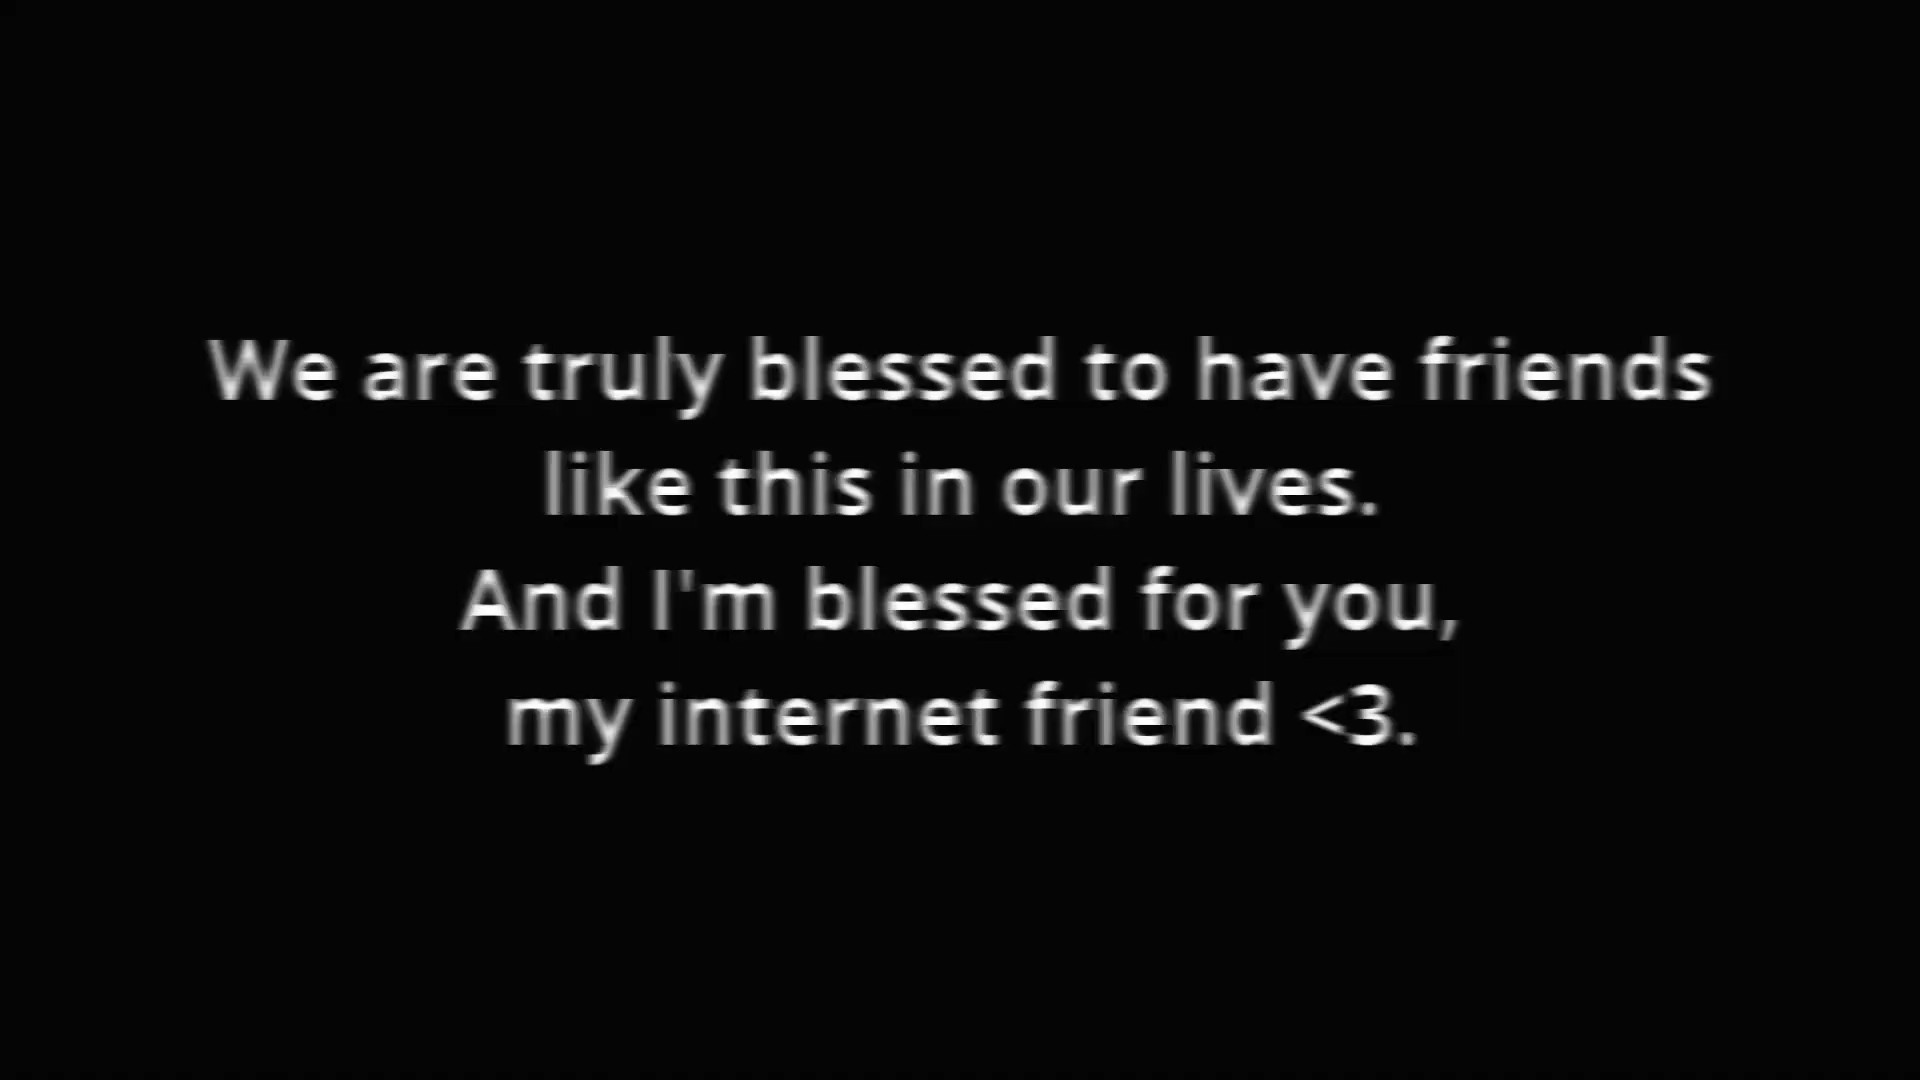 We are truly blessed to have friends
like this in our lives.
And I'm blessed for you,
my internet friend <3.